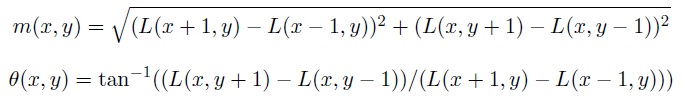 m(x, y) = √(L(x + 1, y) − L(x − 1, y))² + (L(x, y + 1) − L(x, y − 1))²
θ(x, y) = tan⁻¹((L(x, y + 1) − L(x, y − 1))/(L(x + 1, y) − L(x − 1, y)))